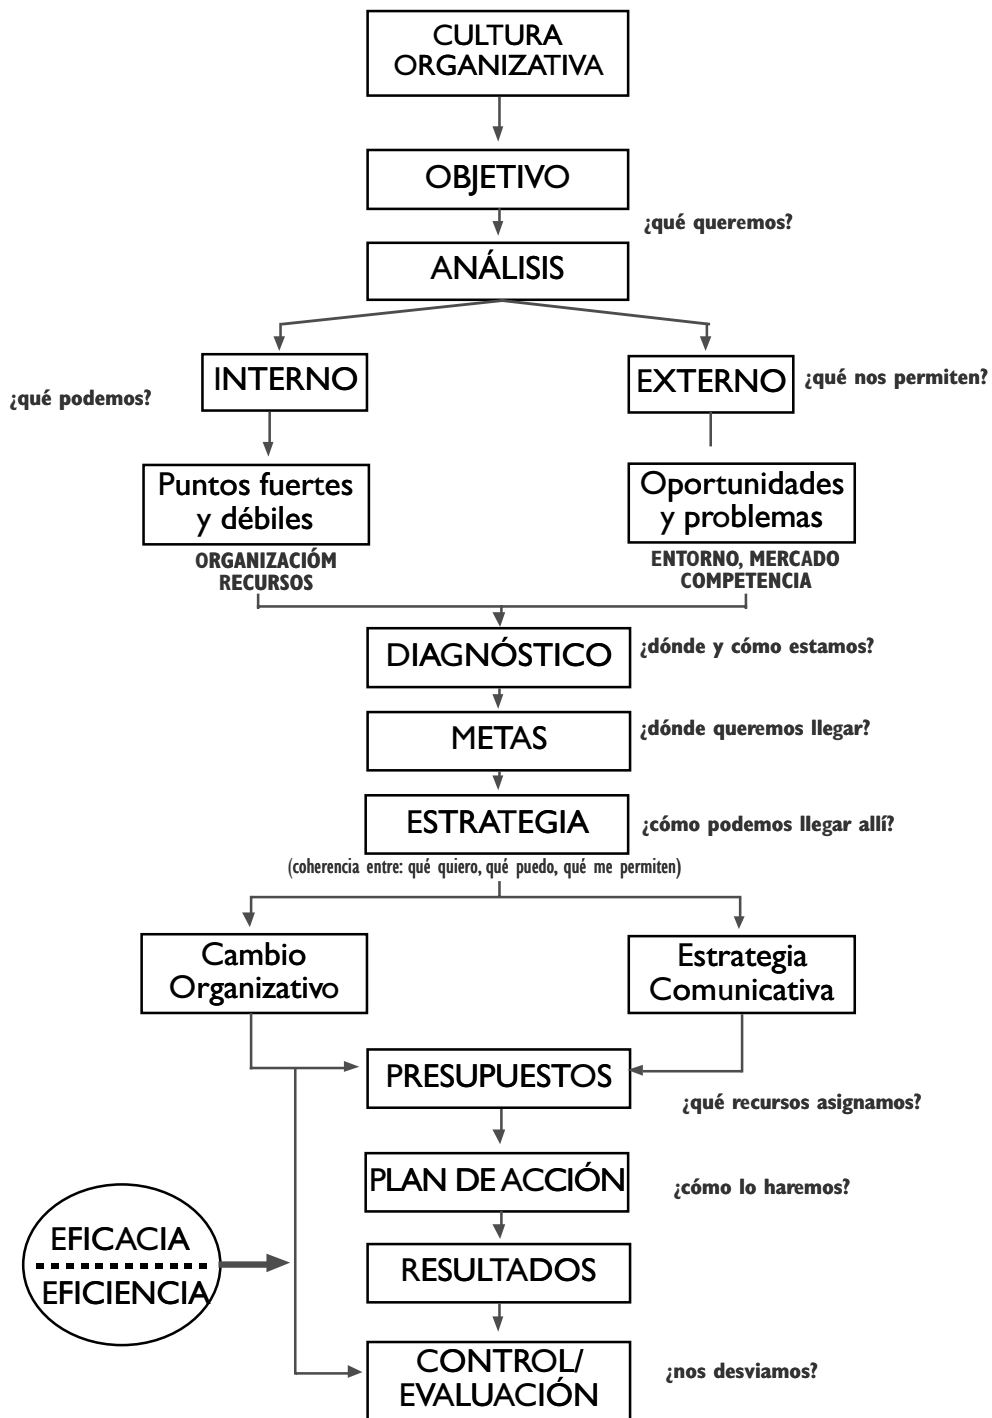 CULTURA
ORGANIZATIVA
OBJETIVO
¿qué queremos?
ANÁLISIS
INTERNO
EXTERNO
¿qué nos permiten?
¿qué podemos?
Puntos fuertes
y débiles
Oportunidades
y problemas
ORGANIZACIÓM
RECURSOS
ENTORNO, MERCADO
COMPETENCIA
DIAGNÓSTICO
¿dónde y cómo estamos?
METAS
¿dónde queremos llegar?
ESTRATEGIA
¿cómo podemos llegar allí?
(coherencia entre: qué quiero, qué puedo, qué me permiten)
Cambio
Organizativo
Estrategia
Comunicativa
PRESUPUESTOS
¿qué recursos asignamos?
PLAN DE ACCIÓN
¿cómo lo haremos?
EFICACIA
EFICIENCIA
RESULTADOS
CONTROL/
EVALUACIÓN
¿nos desviamos?